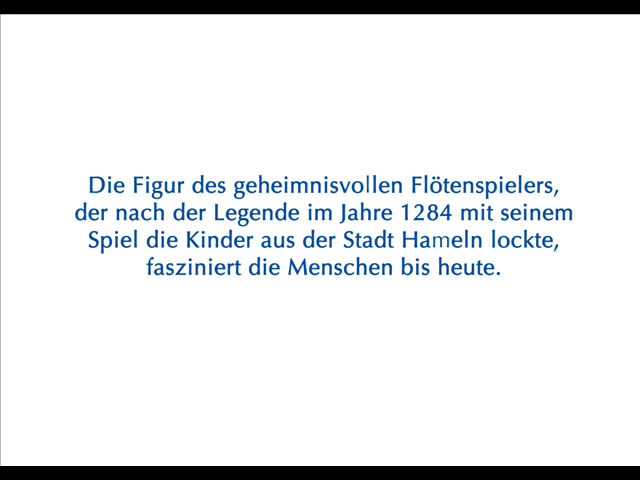 Die Figur des geheimnisvollen Flötenspielers,
der nach der Legende im Jahre 1284 mit seinem
Spiel die Kinder aus der Stadt Hameln lockte,
fasziniert die Menschen bis heute.